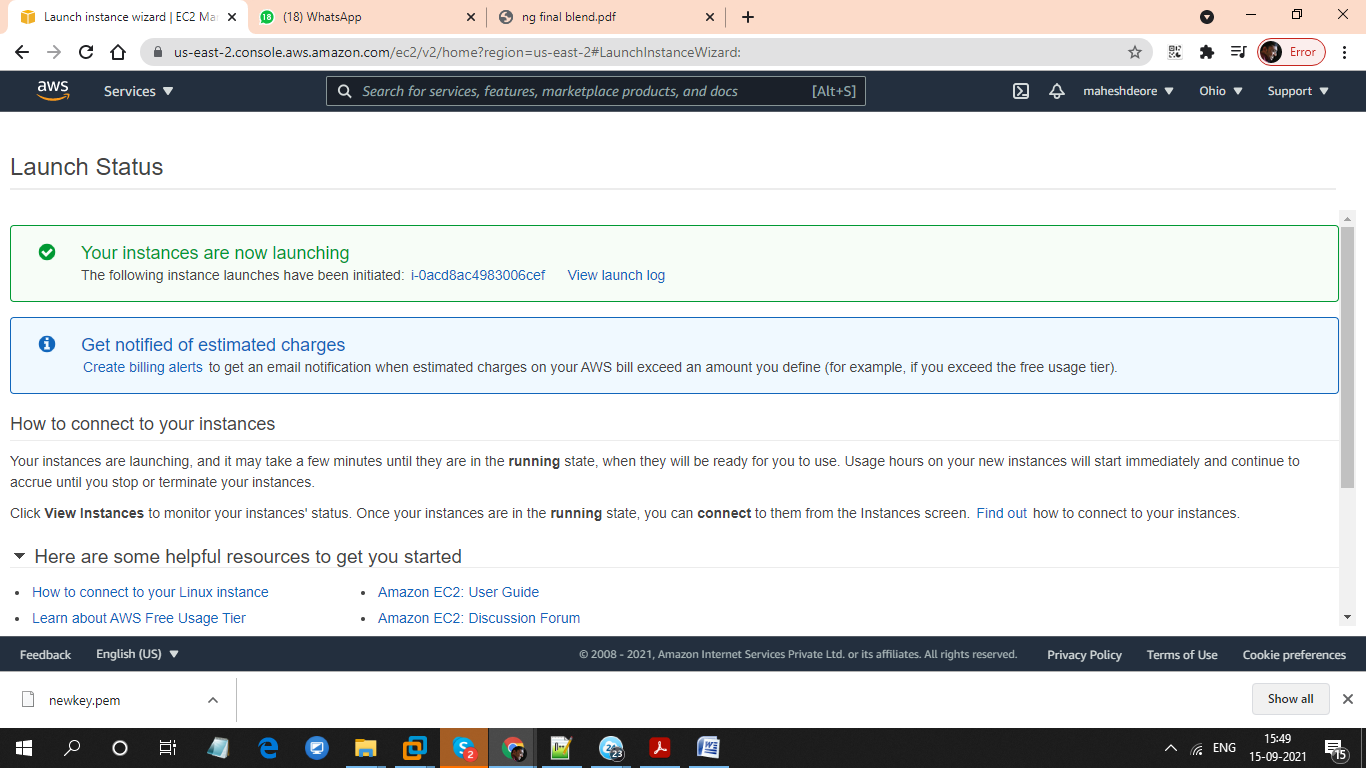 Launch instance wizard | EC2 Ma
(18) WhatsApp
ng final blend.pdf
us-east-2.console.aws.amazon.com/ec2/v2/home?region=us-east-2#LaunchInstanceWizard:
Error
aws
Services
Search for services, features, marketplace products, and docs
[Alt+S]
maheshdeore
Ohio
Support
Launch Status
Your instances are now launching
The following instance launches have been initiated: i-0acd8ac4983006cef View launch log
Get notified of estimated charges
Create billing alerts to get an email notification when estimated charges on your AWS bill exceed an amount you define (for example, if you exceed the free usage tier).
How to connect to your instances
Your instances are launching, and it may take a few minutes until they are in the running state, when they will be ready for you to use. Usage hours on your new instances will start immediately and continue to
accrue until you stop or terminate your instances.
Click View Instances to monitor your instances' status. Once your instances are in the running state, you can connect to them from the Instances screen. Find out how to connect to your instances.
Here are some helpful resources to get you started
• How to connect to your Linux instance
• Amazon EC2: User Guide
• Learn about AWS Free Usage Tier
• Amazon EC2: Discussion Forum
Feedback
English (US)
© 2008 - 2021, Amazon Internet Services Private Ltd. or its affiliates. All rights reserved.
Privacy Policy
Terms of Use
Cookie preferences
newkey.pem
Show all
ENG
15:49
15-09-2021
15